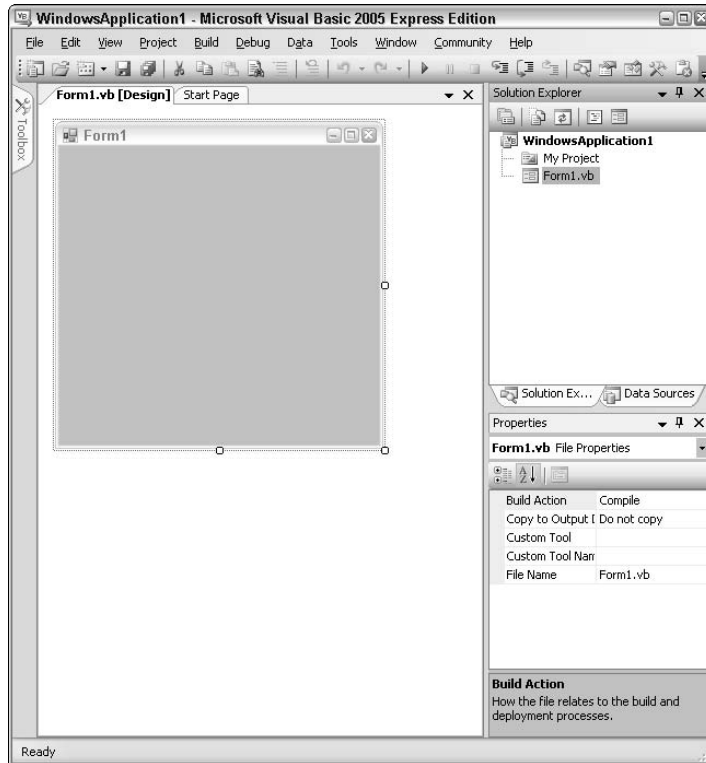 WindowsApplication1 - Microsoft Visual Basic 2005 Express Edition
File Edit View Project Build Debug Data Tools Window Community Help
Toolbox
Form1.vb [Design] Start Page
Form1
Solution Explorer
WindowsApplication1
My Project
Form1.vb
Solution Ex... Data Sources
Properties
Form1.vb File Properties
Build Action Compile
Copy to Output D Do not copy
Custom Tool
Custom Tool Nam
File Name Form1.vb
Build Action
How the file relates to the build and
deployment processes.
Ready